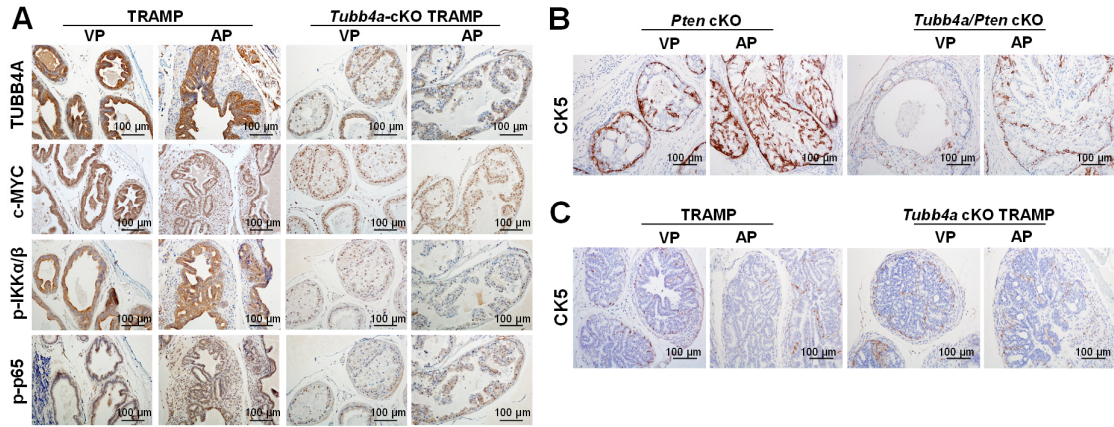 A
TRAMP
Tubb4a-cKO TRAMP
VP
AP
VP
AP
TUBB4A
100 µm
100 µm
100 µm
100 µm
c-MYC
100 µm
100 µm
100 µm
100 µm
p-IKKα/β
100 µm
100 µm
100 µm
100 µm
p-p65
100 µm
100 µm
100 µm
100 µm
B
Pten cKO
Tubb4a/Pten cKO
VP
AP
VP
AP
CK5
100 µm
100 µm
100 µm
100 µm
C
TRAMP
Tubb4a cKO TRAMP
VP
AP
VP
AP
CK5
100 µm
100 µm
100 µm
100 µm